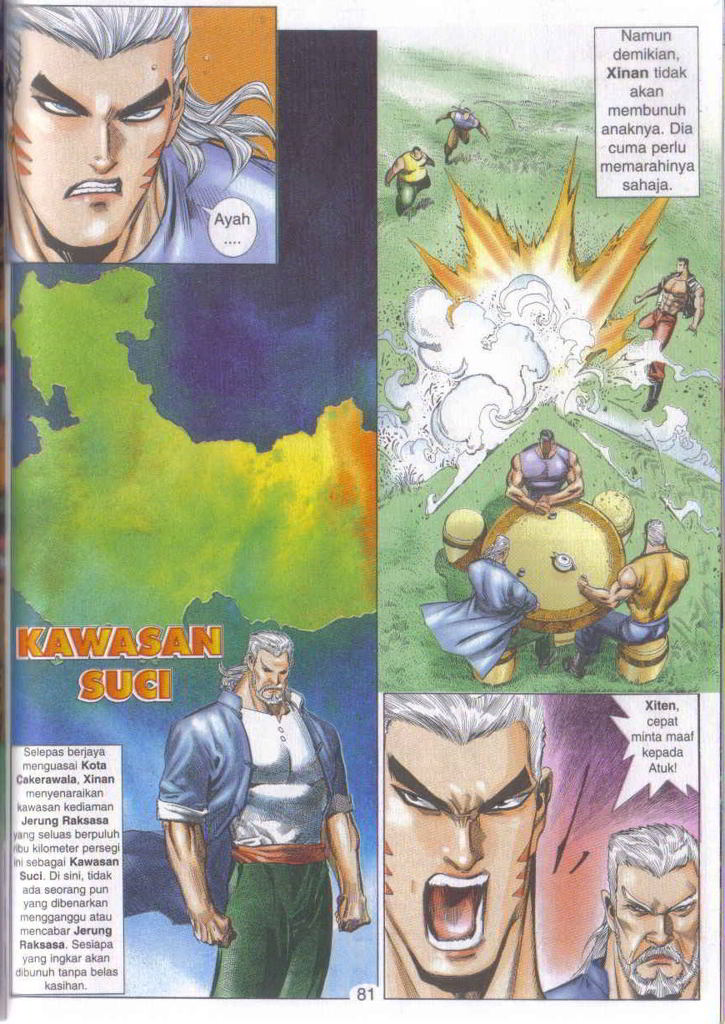 Ayah
....
KAWASAN
SUCI
Selepas berjaya
menguasai Kota
Cakerawala, Xinan
menyenaraikan
kawasan kediaman
Jerung Raksasa
yang seluas berpuluh
ribu kilometer persegi
ini sebagai Kawasan
Suci. Di sini, tidak
ada seorang pun
yang dibenarkan
mengganggu atau
mencabar Jerung
Raksasa. Sesiapa
yang ingkar akan
dibunuh tanpa belas
kasihan.
Namun
demikian,
Xinan tidak
akan
membunuh
anaknya. Dia
cuma perlu
memarahinya
sahaja.
Xiten,
cepat
minta maaf
kepada
Atuk!
81